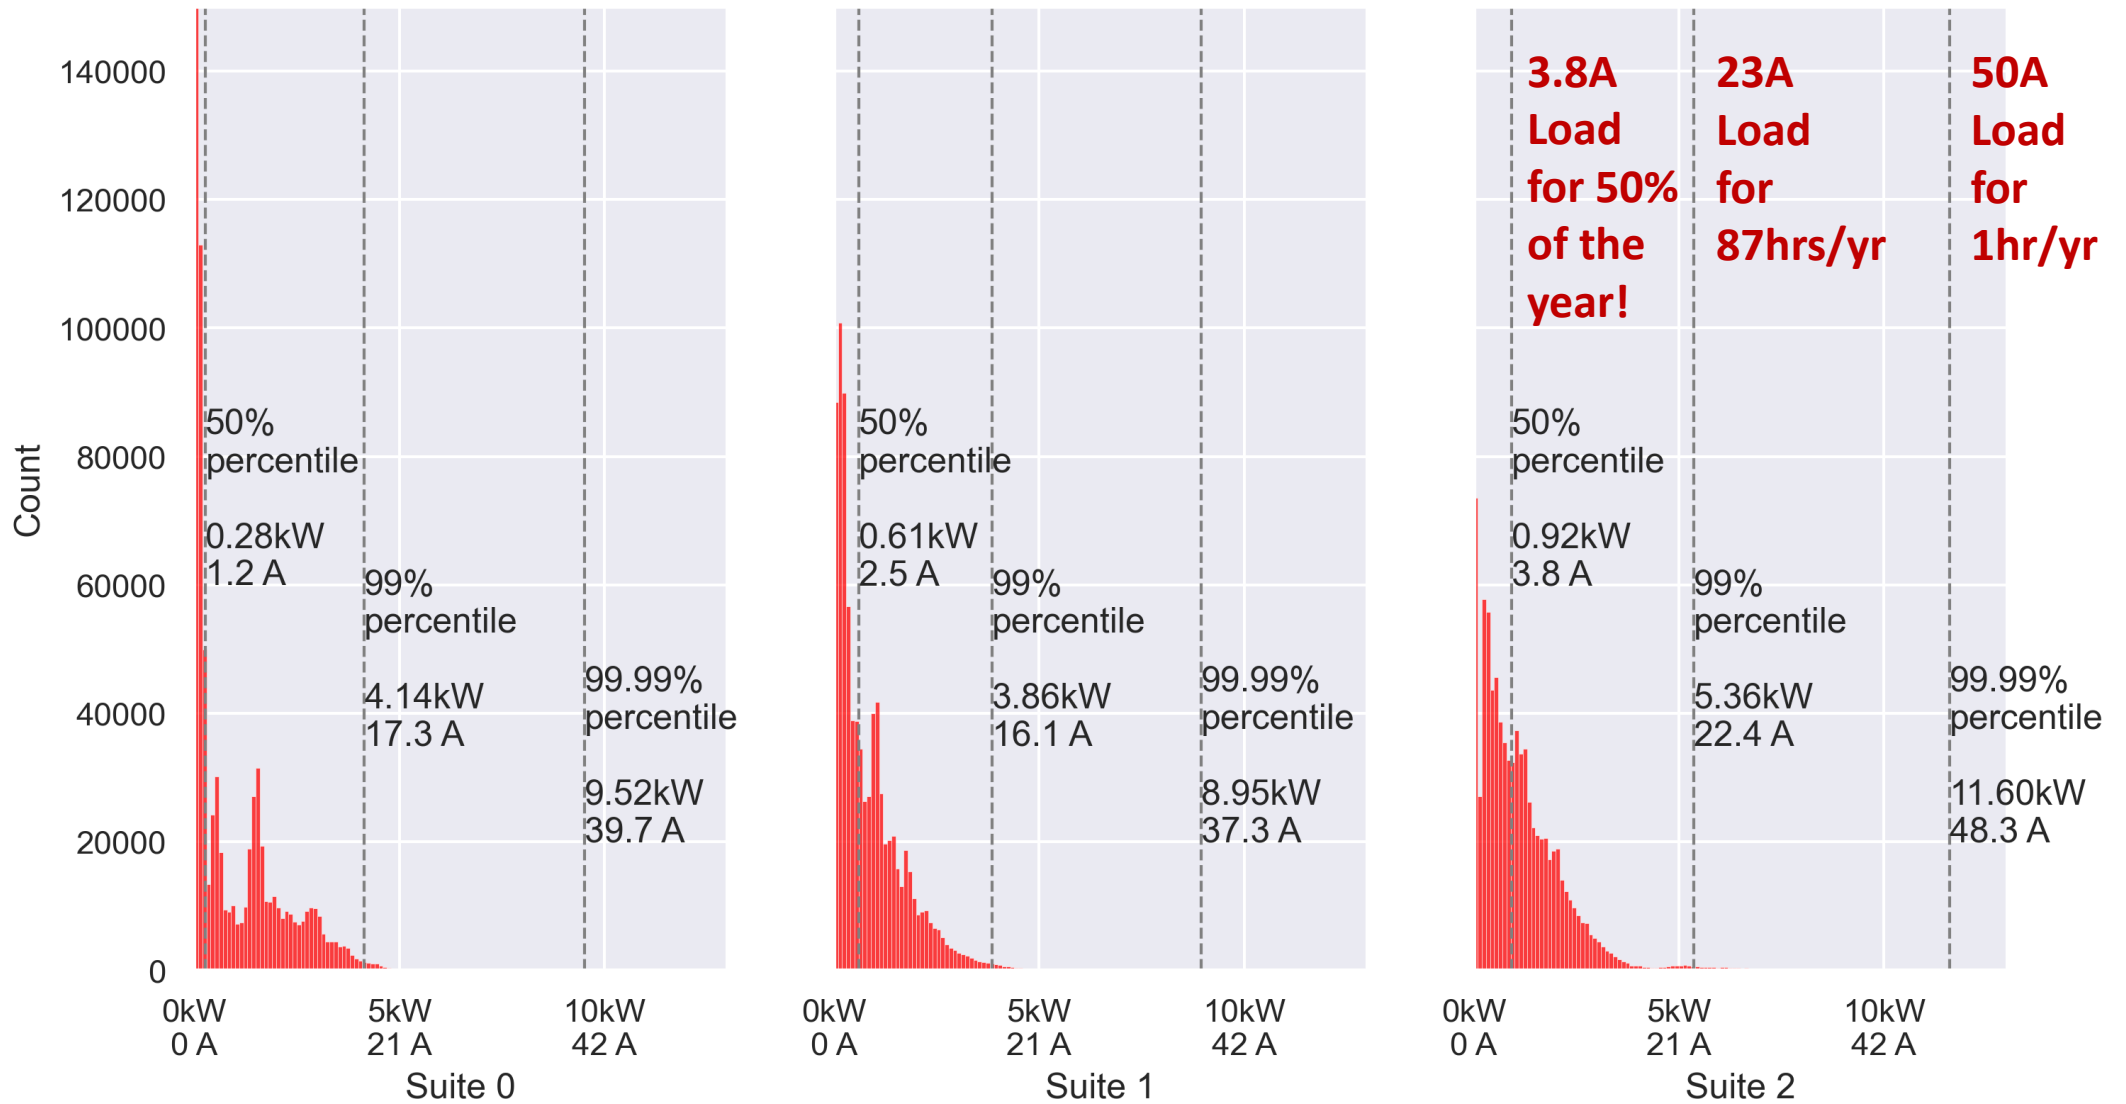 Count
140000
120000
100000
80000
60000
40000
20000
0
50%
percentile
0.28kW
1.2 A
99%
percentile
4.14kW
17.3 A
99.99%
percentile
9.52kW
39.7 A
0kW
0 A
5kW
21 A
10kW
42 A
Suite 0
50%
percentile
0.61kW
2.5 A
99%
percentile
3.86kW
16.1 A
99.99%
percentile
8.95kW
37.3 A
0kW
0 A
5kW
21 A
10kW
42 A
Suite 1
3.8A
Load
for 50%
of the
year!
23A
Load
for
87hrs/yr
50A
Load
for
1hr/yr
50%
percentile
0.92kW
3.8 A
99%
percentile
5.36kW
22.4 A
99.99%
percentile
11.60kW
48.3 A
0kW
0 A
5kW
21 A
10kW
42 A
Suite 2